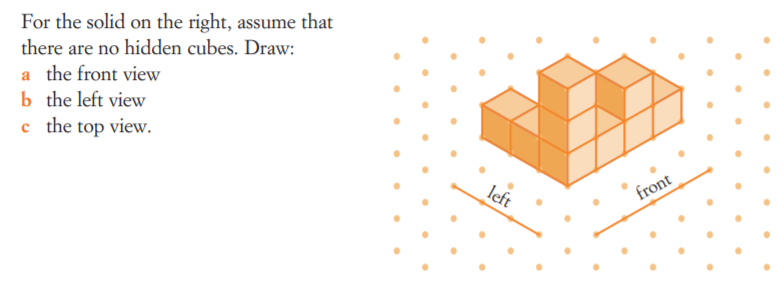 For the solid on the right, assume that
there are no hidden cubes. Draw:
a the front view
b the left view
c the top view.
left
front